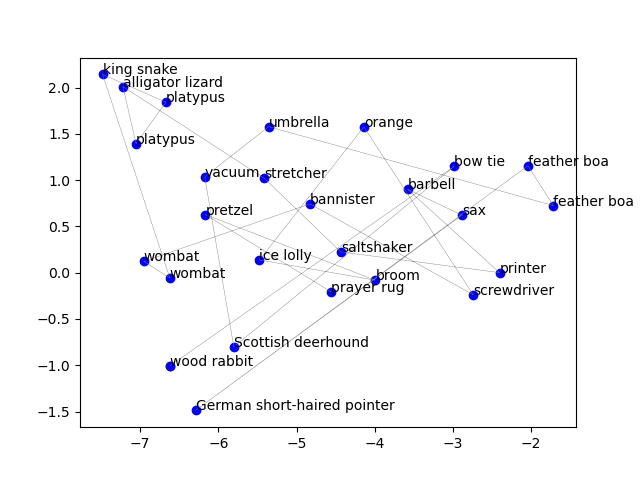 king snake
alligator lizard
platypus
platypus
umbrella
orange
bow tie
feather boa
vacuum
stretcher
barbell
feather boa
pretzel
bannister
sax
wombat
ice lolly
saltshaker
wombat
broom
printer
prayer rug
screwdriver
Scottish deerhound
wood rabbit
German short-haired pointer
2.0
1.5
1.0
0.5
0.0
−0.5
−1.0
−1.5
−7 −6 −5 −4 −3 −2